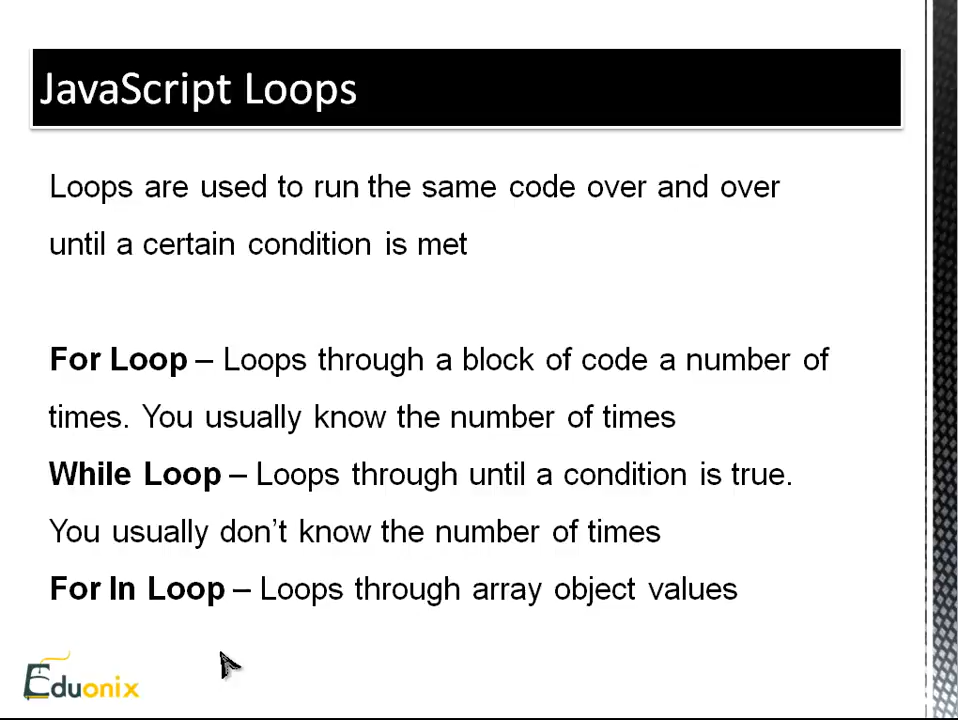 JavaScript Loops
Loops are used to run the same code over and over
until a certain condition is met
For Loop – Loops through a block of code a number of
times. You usually know the number of times
While Loop – Loops through until a condition is true.
You usually don’t know the number of times
For In Loop – Loops through array object values
Eduonix